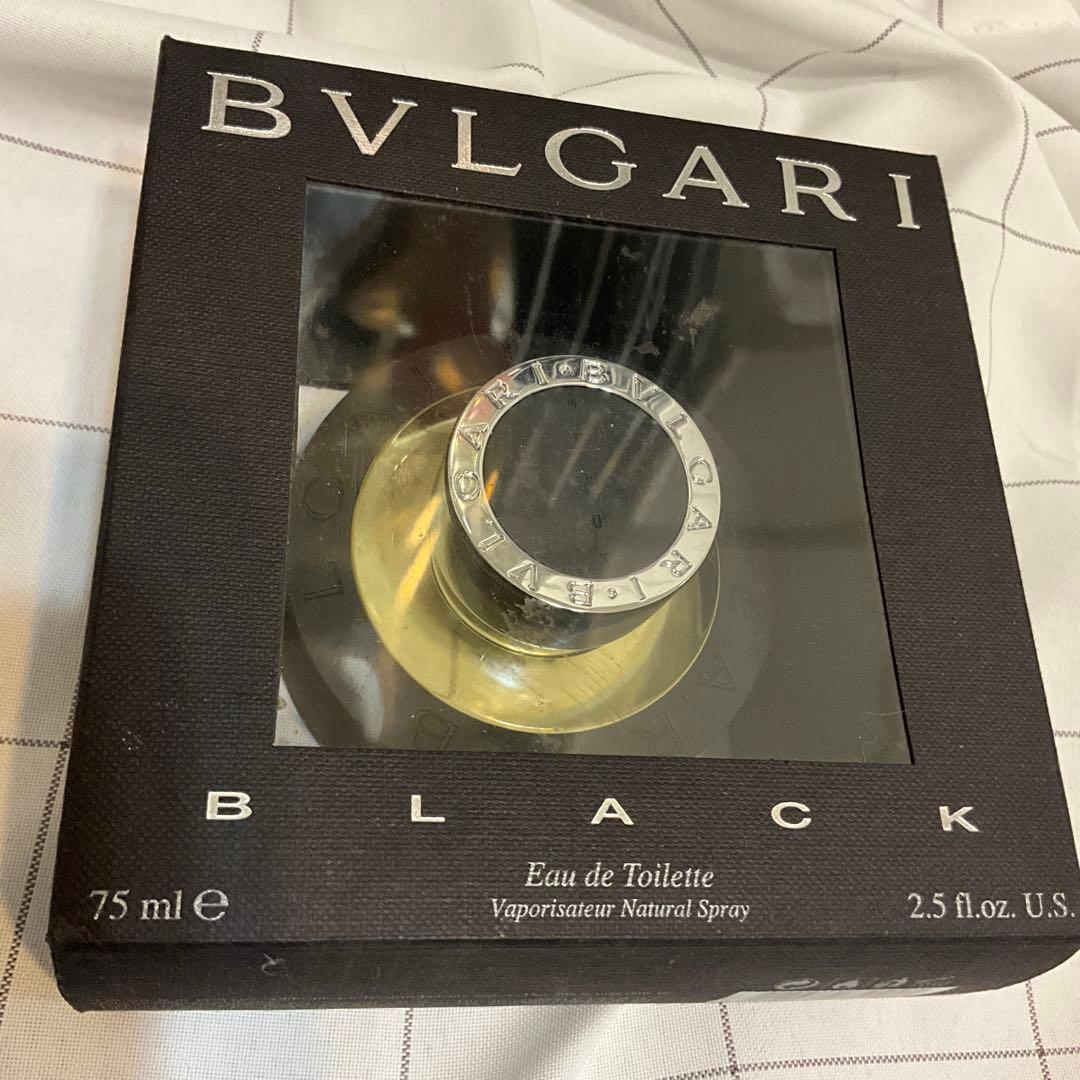 BVLGARI
BVLGARI • BVLGARI •
BLACK
Eau de Toilette
Vaporisateur Natural Spray
75 ml ℮
2.5 fl.oz. U.S.